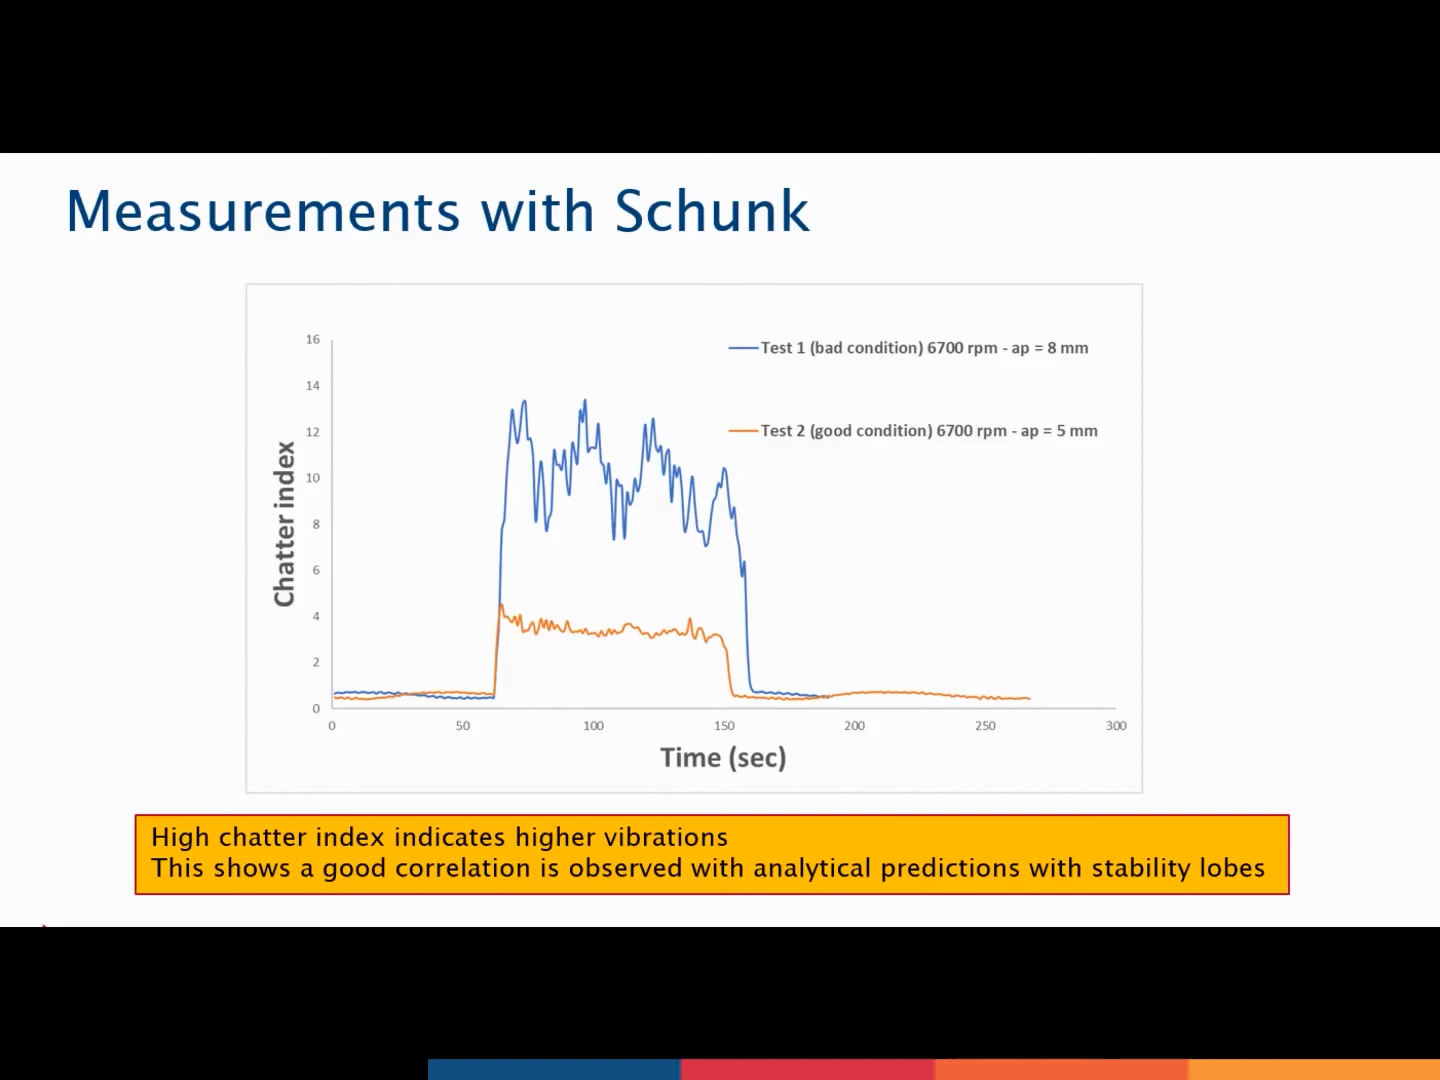 Measurements with Schunk
16
14
12
10
8
6
4
2
0
Chatter index
Test 1 (bad condition) 6700 rpm - ap = 8 mm
Test 2 (good condition) 6700 rpm - ap = 5 mm
0 50 100 150 200 250 300
Time (sec)
High chatter index indicates higher vibrations
This shows a good correlation is observed with analytical predictions with stability lobes